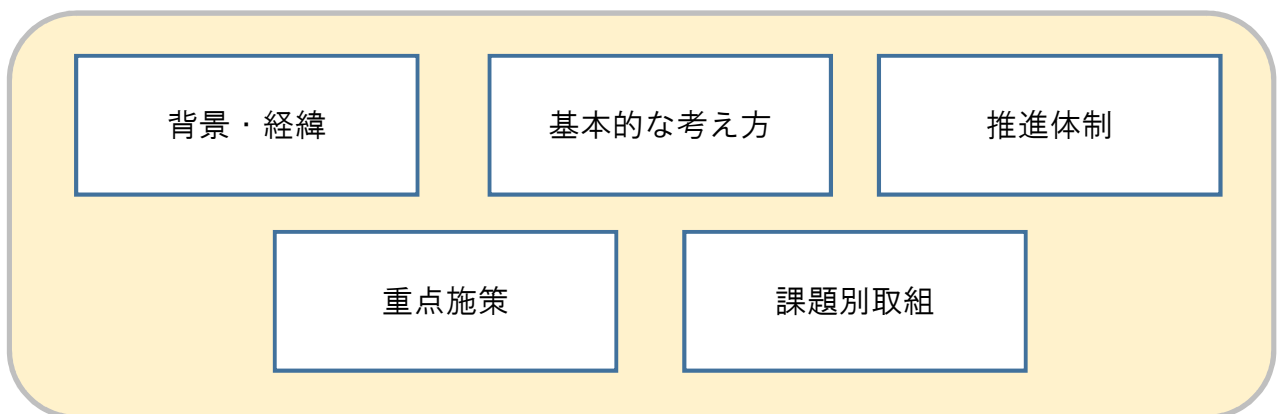 背景・経緯
基本的な考え方
推進体制
重点施策
課題別取組